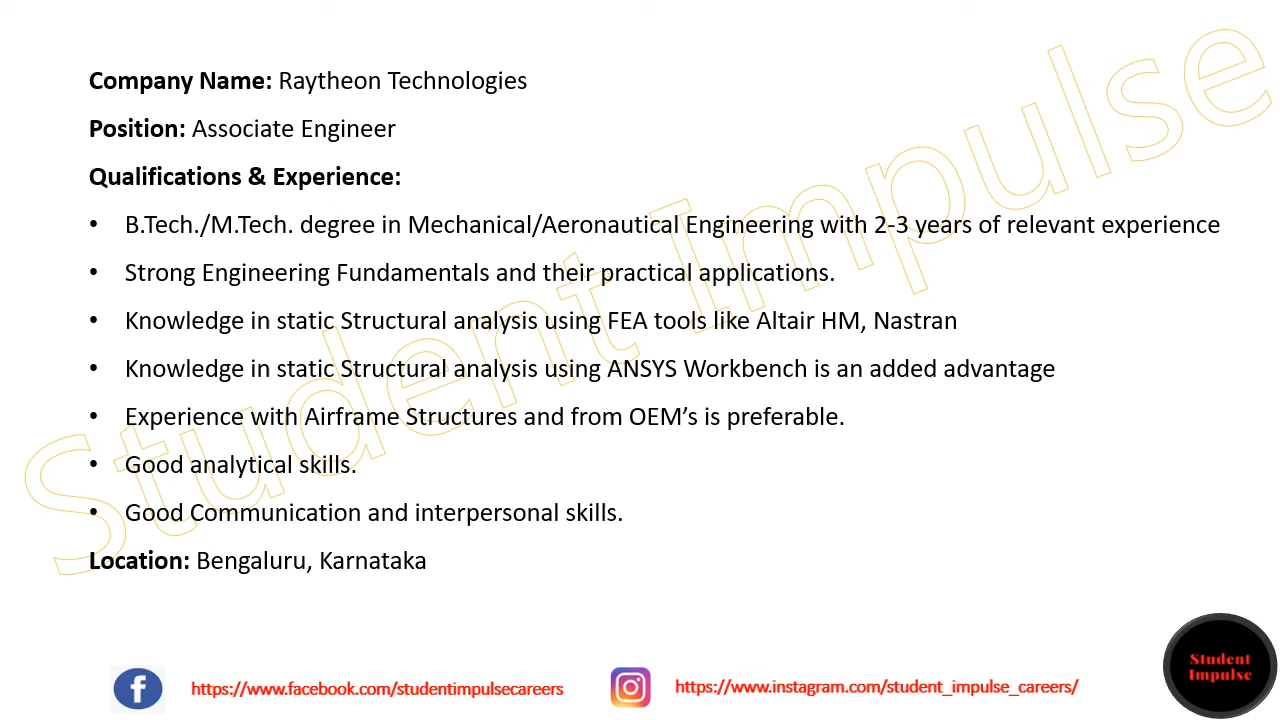 Company Name: Raytheon Technologies
Position: Associate Engineer
Qualifications & Experience:
• B.Tech./M.Tech. degree in Mechanical/Aeronautical Engineering with 2-3 years of relevant experience
• Strong Engineering Fundamentals and their practical applications.
• Knowledge in static Structural analysis using FEA tools like Altair HM, Nastran
• Knowledge in static Structural analysis using ANSYS Workbench is an added advantage
• Experience with Airframe Structures and from OEM’s is preferable.
• Good analytical skills.
• Good Communication and interpersonal skills.
Location: Bengaluru, Karnataka
Student Impulse
https://www.facebook.com/studentimpulsecareers
https://www.instagram.com/student_impulse_careers/
Student
Impulse